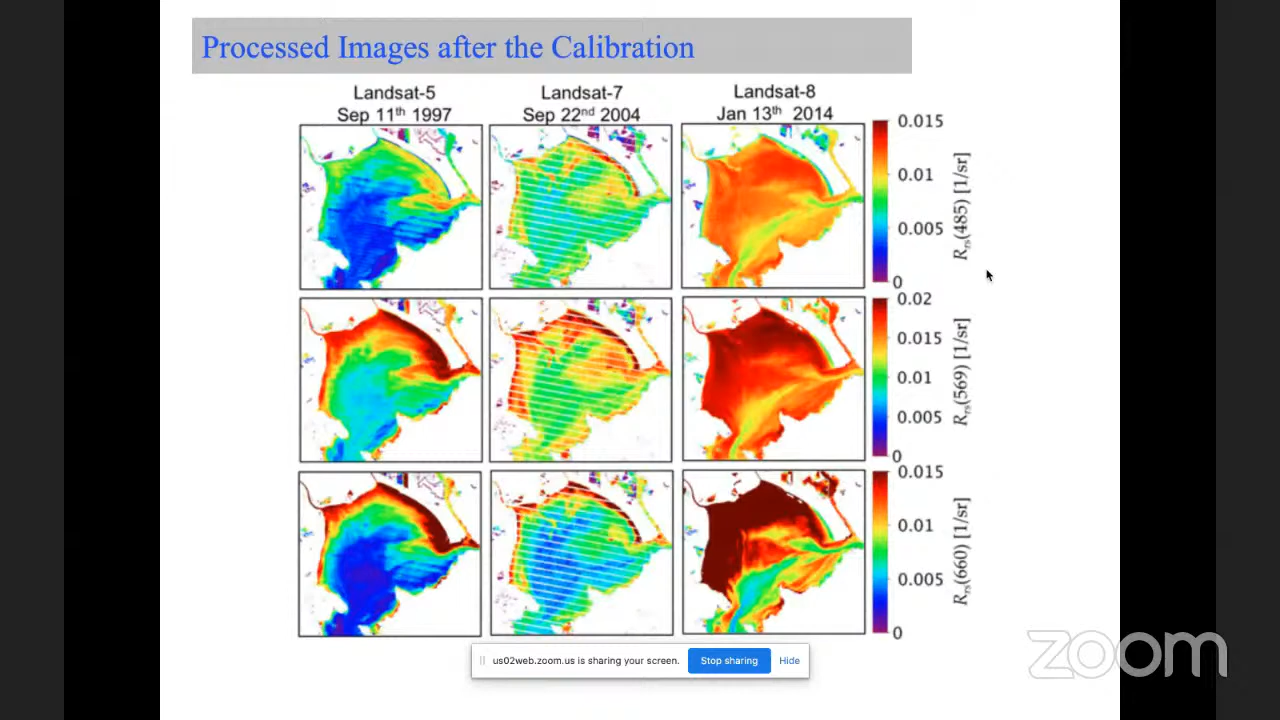 Processed Images after the Calibration
Landsat-5
Sep 11th 1997
Landsat-7
Sep 22nd 2004
Landsat-8
Jan 13th 2014
0.015
0.01
0.005
0
Rrs(485) [1/sr]
0.02
0.015
0.01
0.005
0
Rrs(569) [1/sr]
0.015
0.01
0.005
0
Rrs(660) [1/sr]
us02web.zoom.us is sharing your screen.
Stop sharing
Hide
zoom